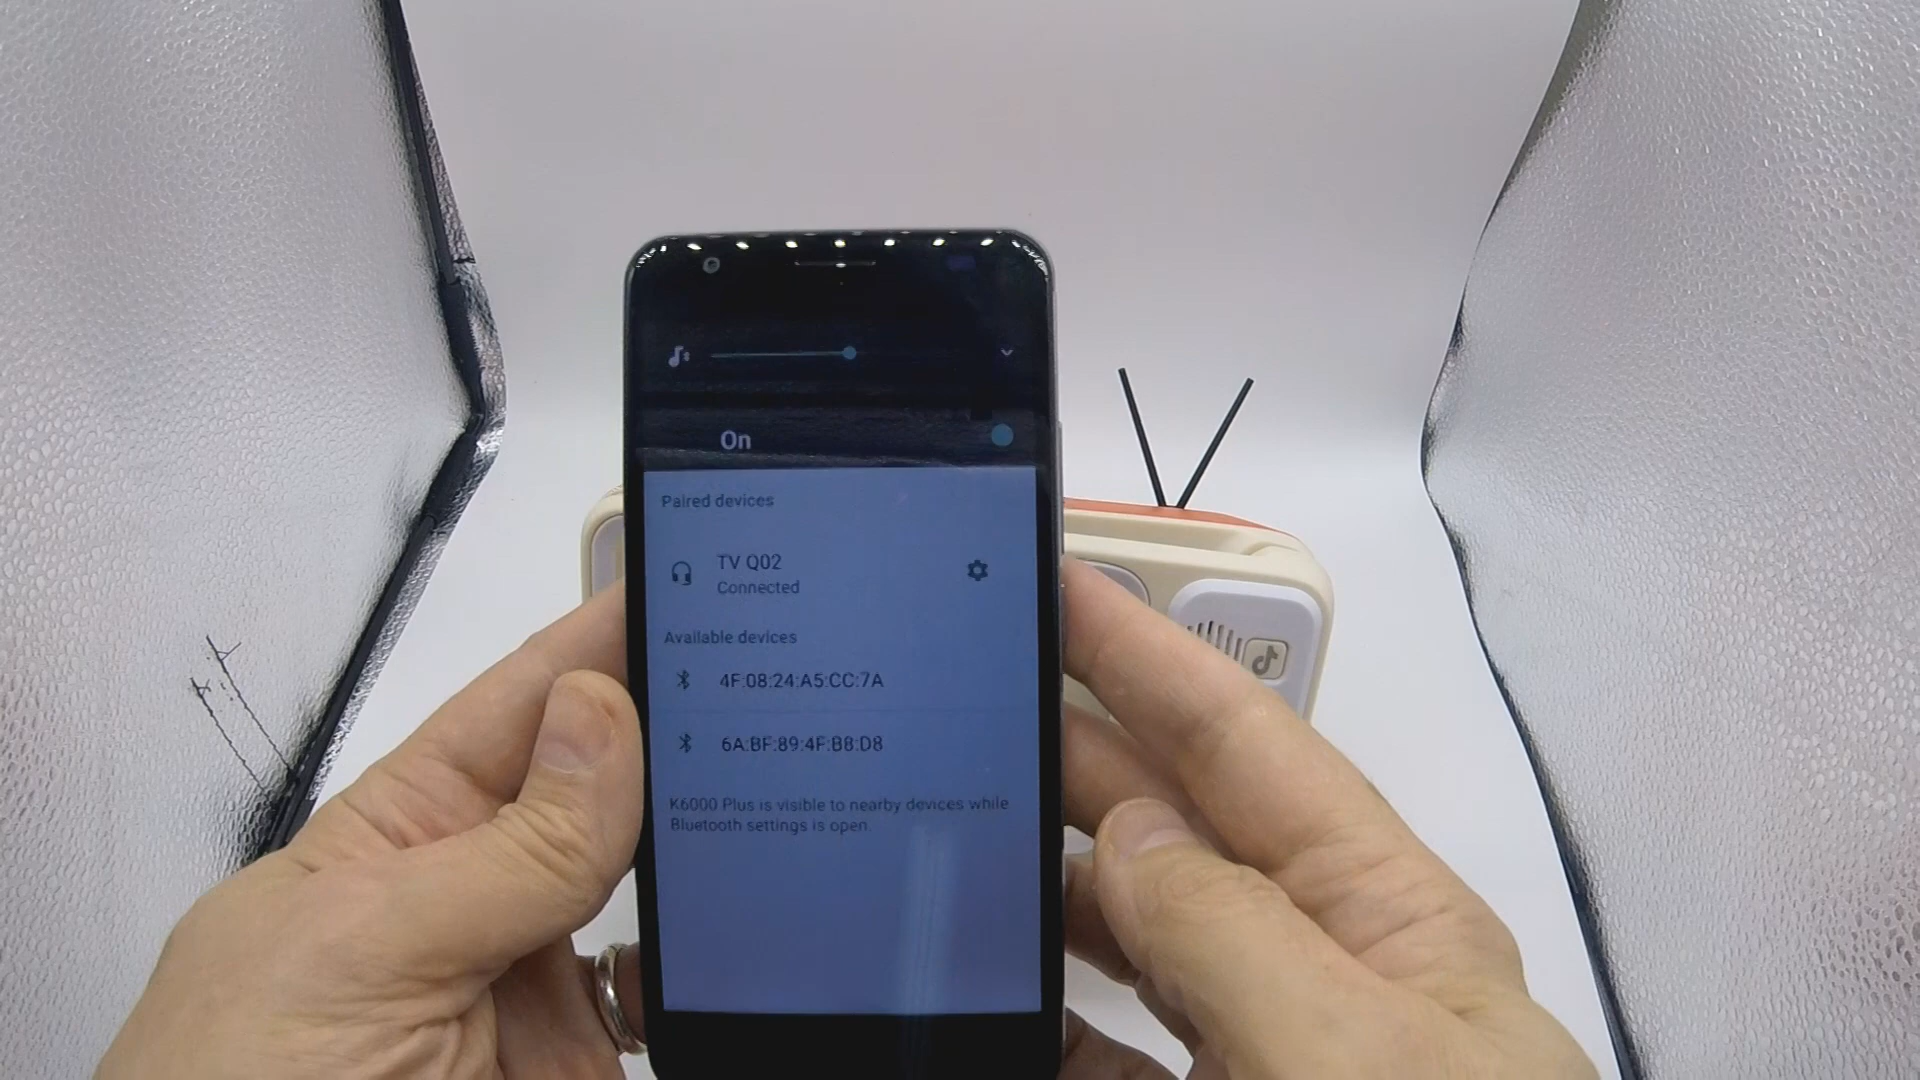 On
Paired devices
TV Q02
Connected
Available devices
4F:08:24:A5:CC:7A
6A:BF:89:4F:B8:D8
K6000 Plus is visible to nearby devices while
Bluetooth settings is open.